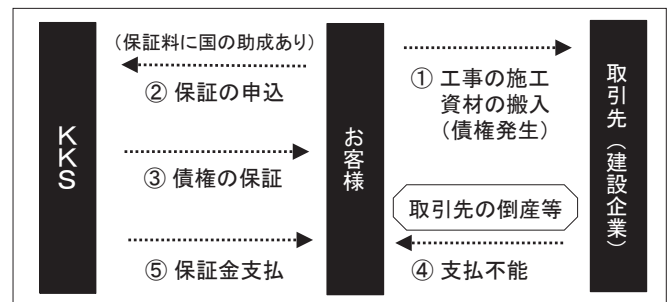 KKS
(保証料に国の助成あり)
② 保証の申込
③ 債権の保証
⑤ 保証金支払
お客様
① 工事の施工
資材の搬入
(債権発生)
取引先の倒産等
④ 支払不能
取引先(建設企業)